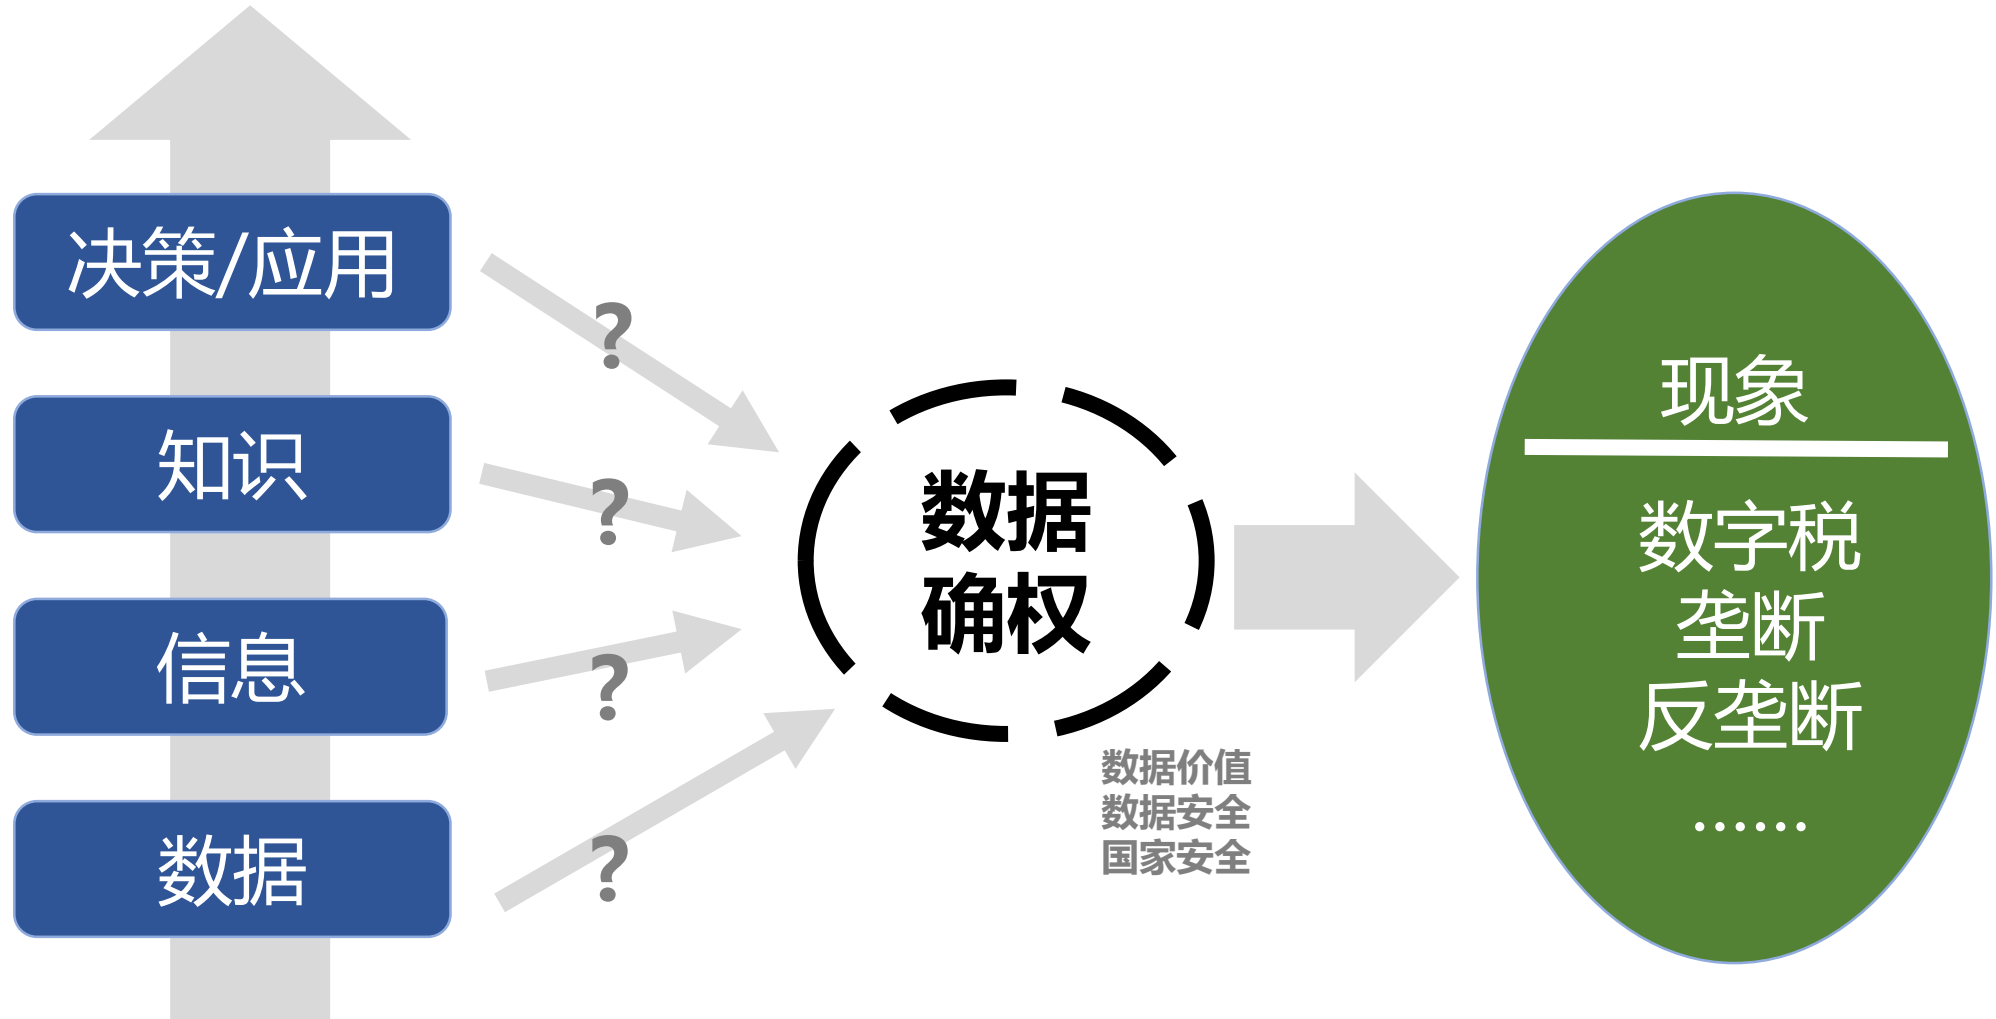 决策/应用
知识
信息
数据
?
?
?
?
数据
确权
数据价值
数据安全
国家安全
现象
数字税
垄断
反垄断
……